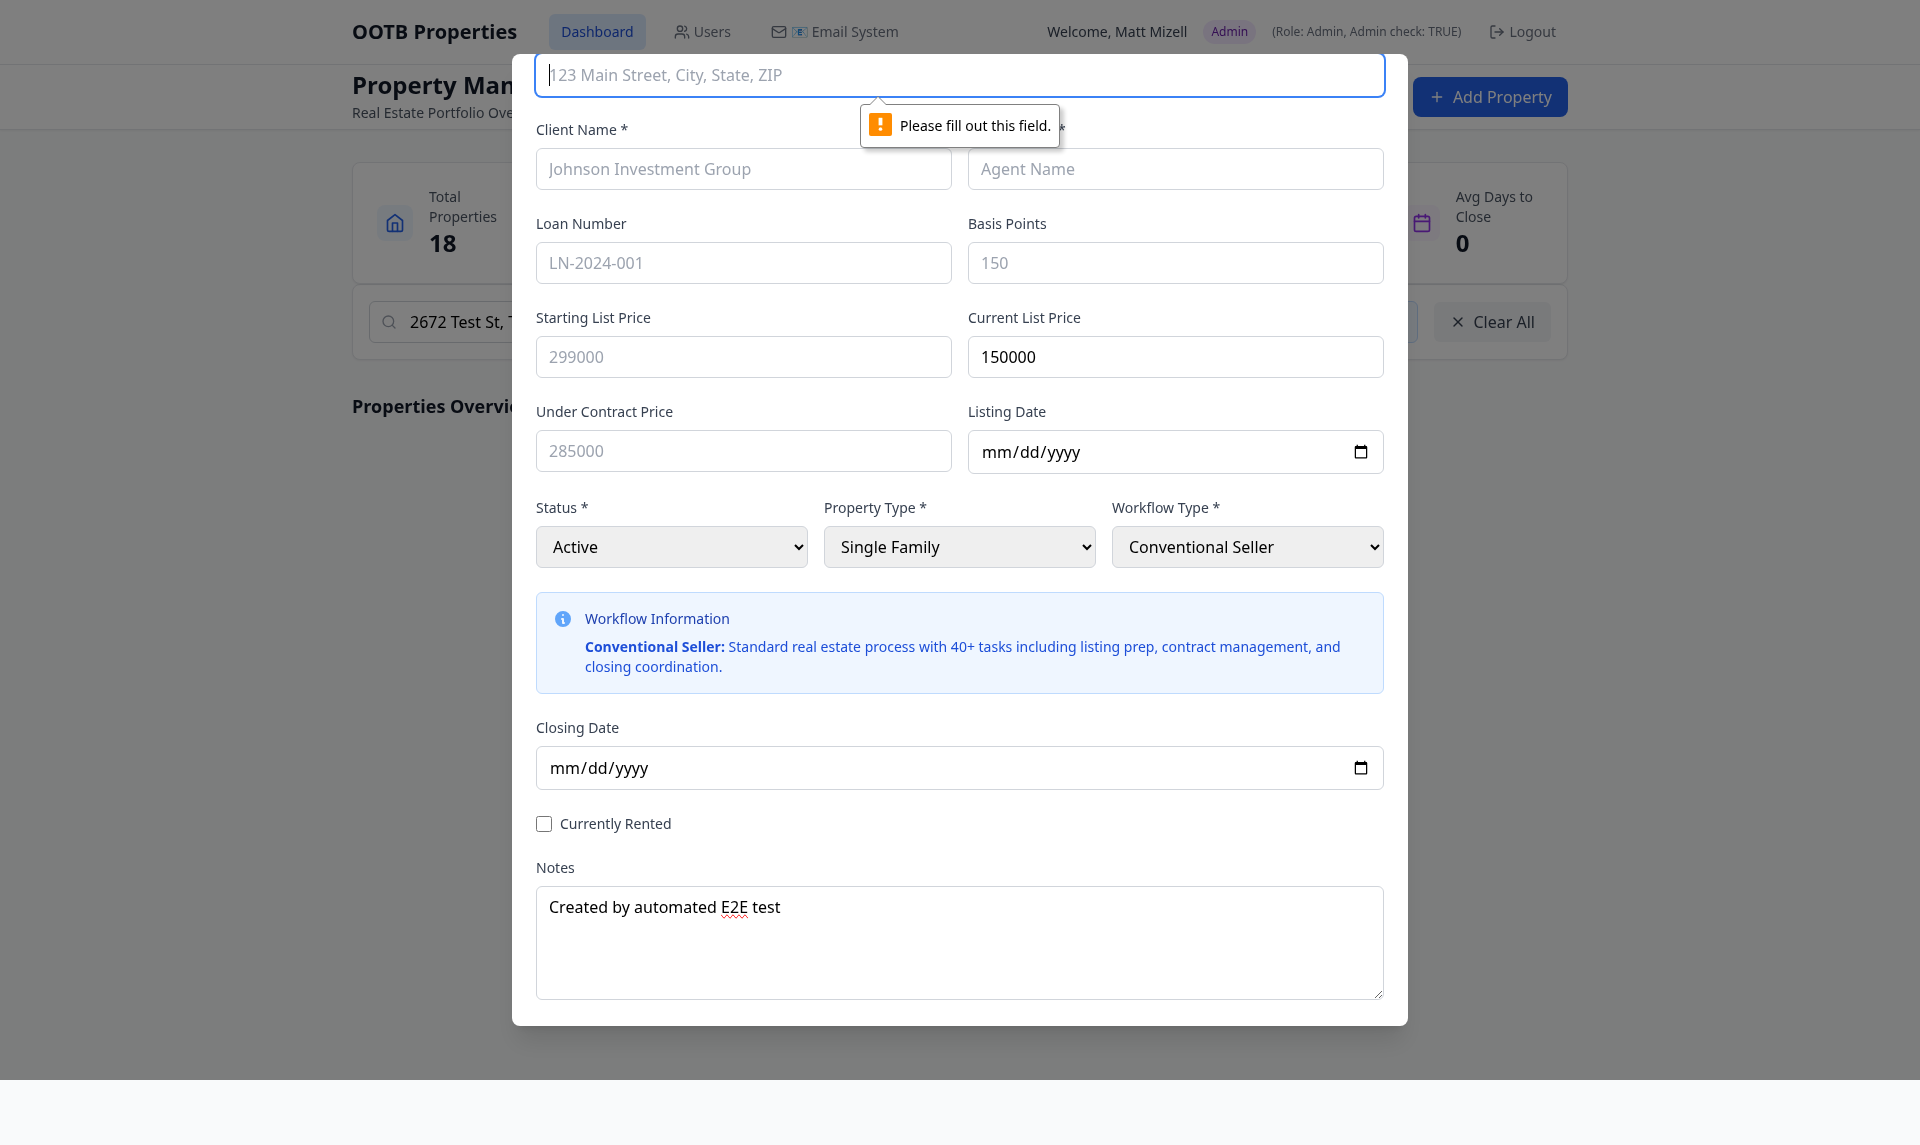 OOTB Properties
Dashboard
Users
📧 Email System
Welcome, Matt Mizell
Admin
(Role: Admin, Admin check: TRUE)
Logout
Property Man
Real Estate Portfolio Ove
Add Property
123 Main Street, City, State, ZIP
Please fill out this field.
Client Name *
*
Johnson Investment Group
Agent Name
Total
Properties
18
Avg Days to
Close
0
Loan Number
Basis Points
LN-2024-001
150
Starting List Price
Current List Price
299000
150000
2672 Test St, T
Clear All
Properties Overvi
Under Contract Price
Listing Date
285000
mm/dd/yyyy
Status *
Property Type *
Workflow Type *
Active
Single Family
Conventional Seller
Workflow Information
Conventional Seller: Standard real estate process with 40+ tasks including listing prep, contract management, and
closing coordination.
Closing Date
mm/dd/yyyy
Currently Rented
Notes
Created by automated E2E test